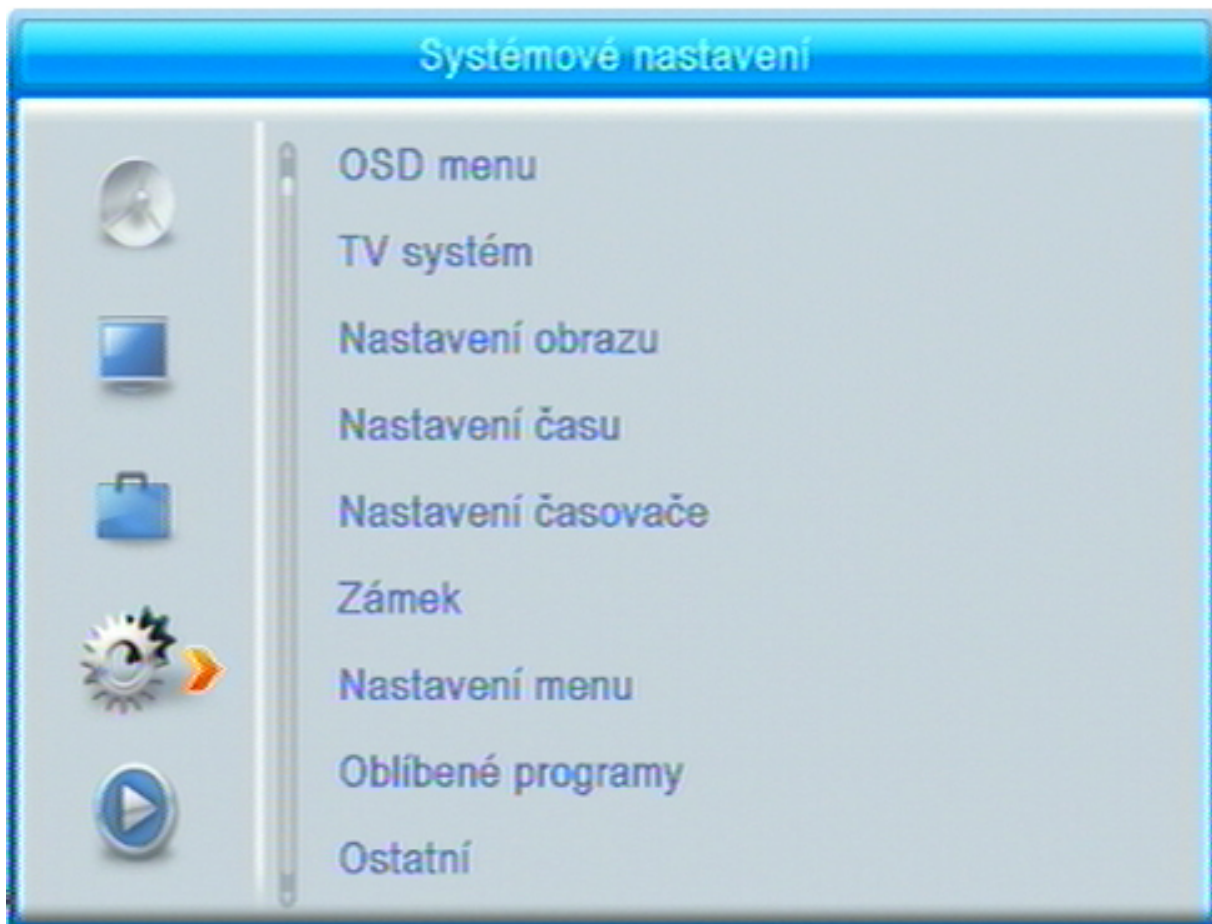 Systémové nastavení
OSD menu
TV systém
Nastavení obrazu
Nastavení času
Nastavení časovače
Zámek
Nastavení menu
Oblíbené programy
Ostatní